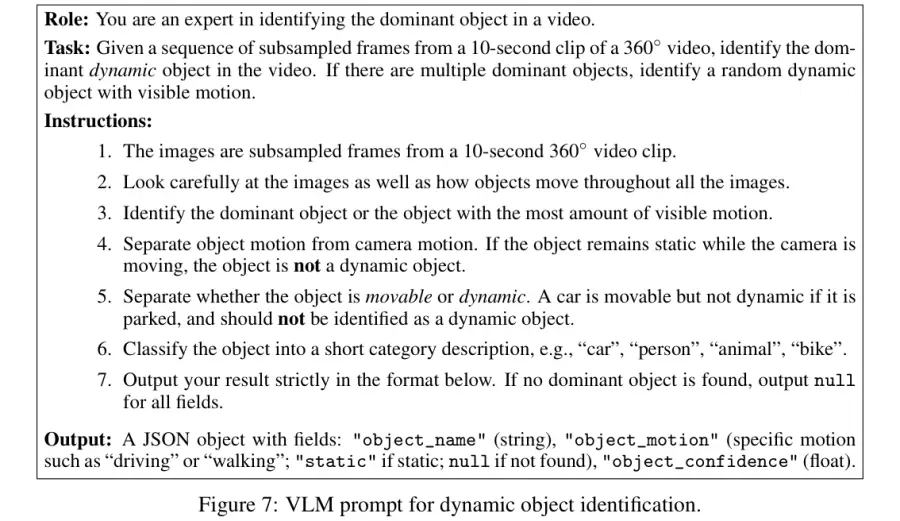 Role: You are an expert in identifying the dominant object in a video.
Task: Given a sequence of subsampled frames from a 10-second clip of a 360° video, identify the dom-
inant dynamic object in the video. If there are multiple dominant objects, identify a random dynamic
object with visible motion.
Instructions:
1. The images are subsampled frames from a 10-second 360° video clip.
2. Look carefully at the images as well as how objects move throughout all the images.
3. Identify the dominant object or the object with the most amount of visible motion.
4. Separate object motion from camera motion. If the object remains static while the camera is
moving, the object is not a dynamic object.
5. Separate whether the object is movable or dynamic. A car is movable but not dynamic if it is
parked, and should not be identified as a dynamic object.
6. Classify the object into a short category description, e.g., “car”, “person”, “animal”, “bike”.
7. Output your result strictly in the format below. If no dominant object is found, output null
for all fields.
Output: A JSON object with fields: "object_name" (string), "object_motion" (specific motion
such as “driving” or “walking”; "static" if static; null if not found), "object_confidence" (float).
Figure 7: VLM prompt for dynamic object identification.